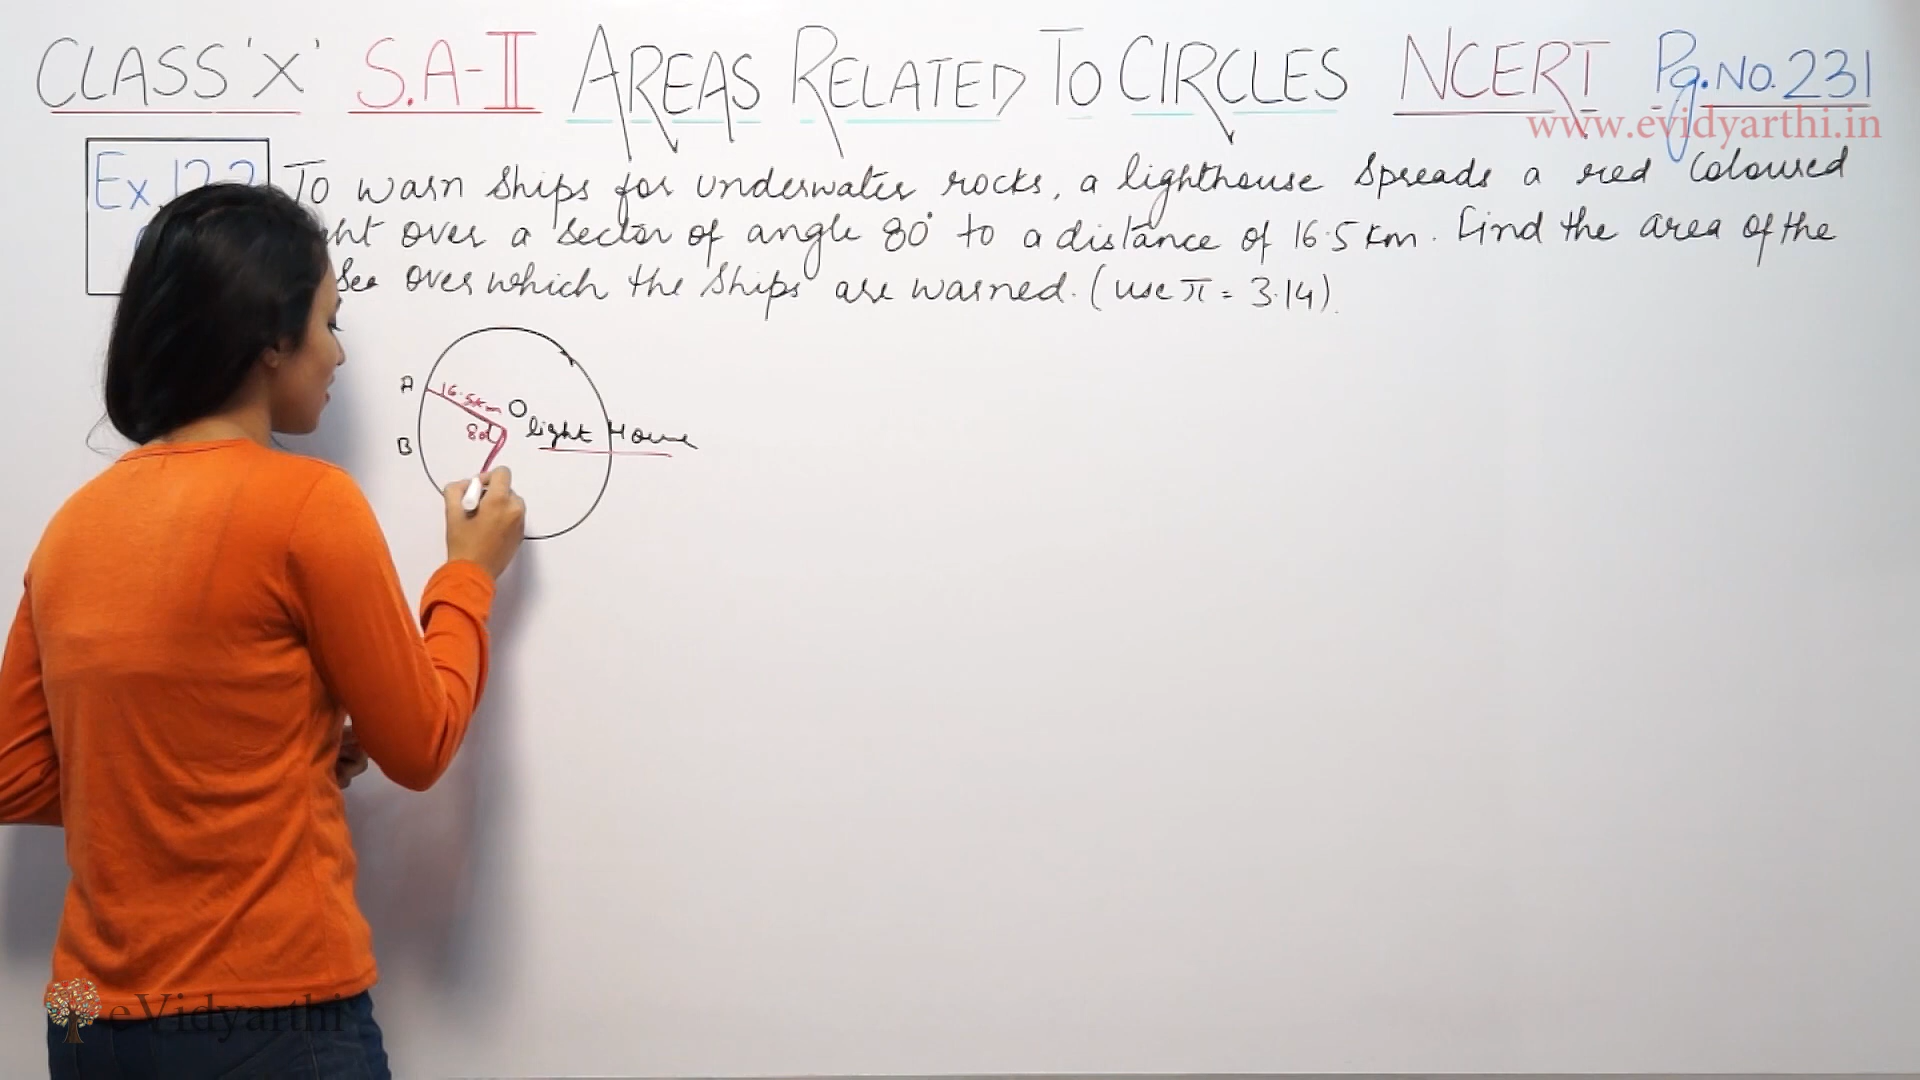 CLASS 'X' S.A-II AREAS RELATED TO CIRCLES NCERT Pg.No.231
www.evidyarthi.in
Ex. 12.2 To warn ships for underwater rocks, a lighthouse spreads a red coloured
ght over a sector of angle 80° to a distance of 16.5 km. Find the area of the
sea over which the ships are warned. (use π = 3.14).
A 16.5km O
80° light House
B
eVidyarthi